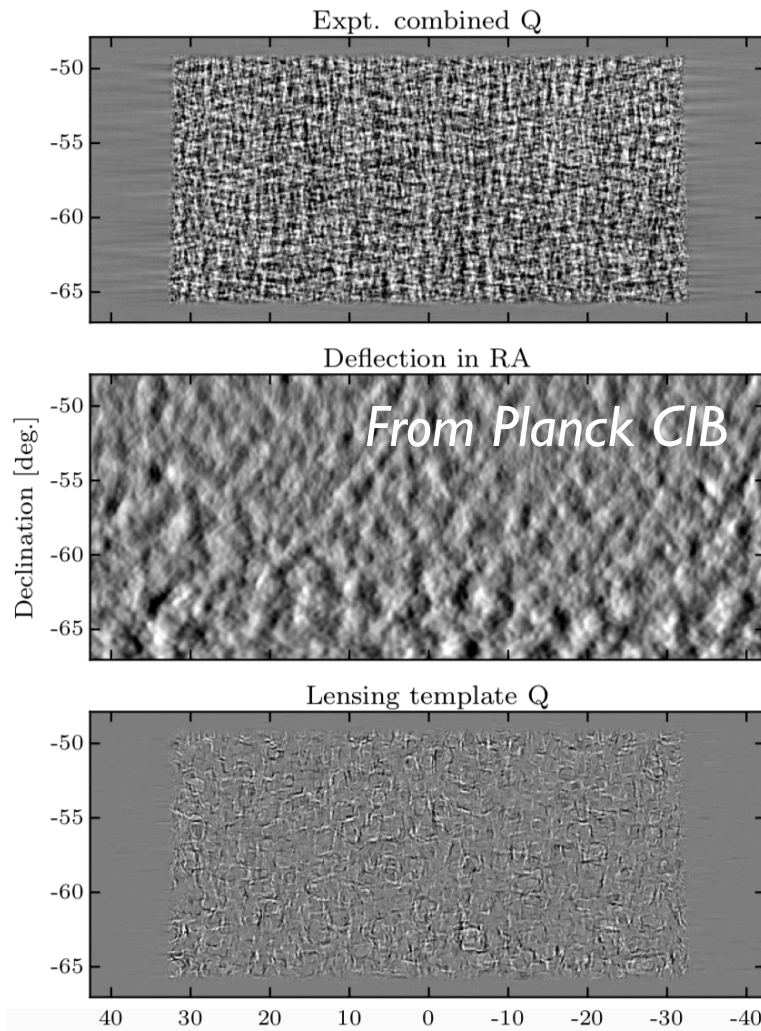 Expt. combined Q
-50
-55
-60
-65
Deflection in RA
From Planck CIB
-50
-55
-60
-65
Declination [deg.]
Lensing template Q
-50
-55
-60
-65
40 30 20 10 0 -10 -20 -30 -40